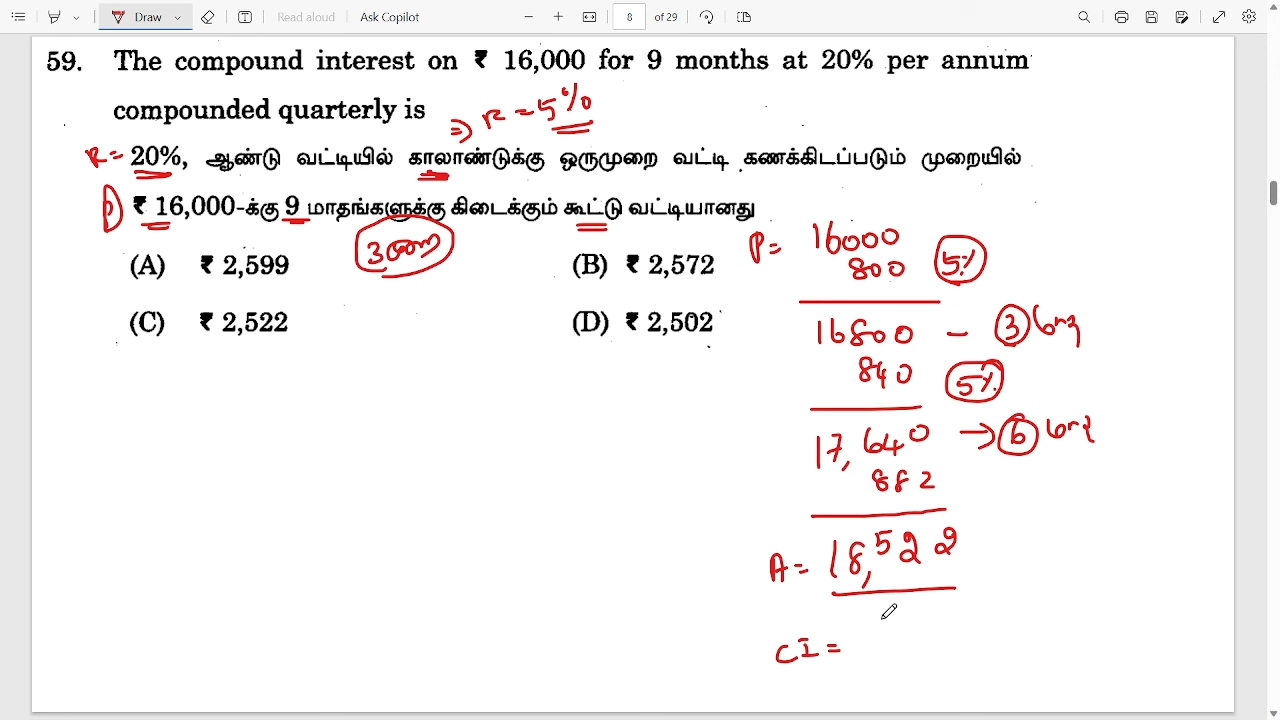 Draw
Read aloud
Ask Copilot
8
of 29
59. The compound interest on ₹ 16,000 for 9 months at 20% per annum
compounded quarterly is
⇒ r = 5%
R = 20%, ஆண்டு வட்டியில் காலாண்டுக்கு ஒருமுறை வட்டி கணக்கிடப்படும் முறையில்
₹ 16,000-க்கு 9 மாதங்களுக்கு கிடைக்கும் கூட்டு வட்டியானது
(A) ₹ 2,599
(B) ₹ 2,572
(C) ₹ 2,522
(D) ₹ 2,502
P = 16000
800 5%
16800 – 3
840 5%
17,640 → 6
882
A = 18,522
CI =